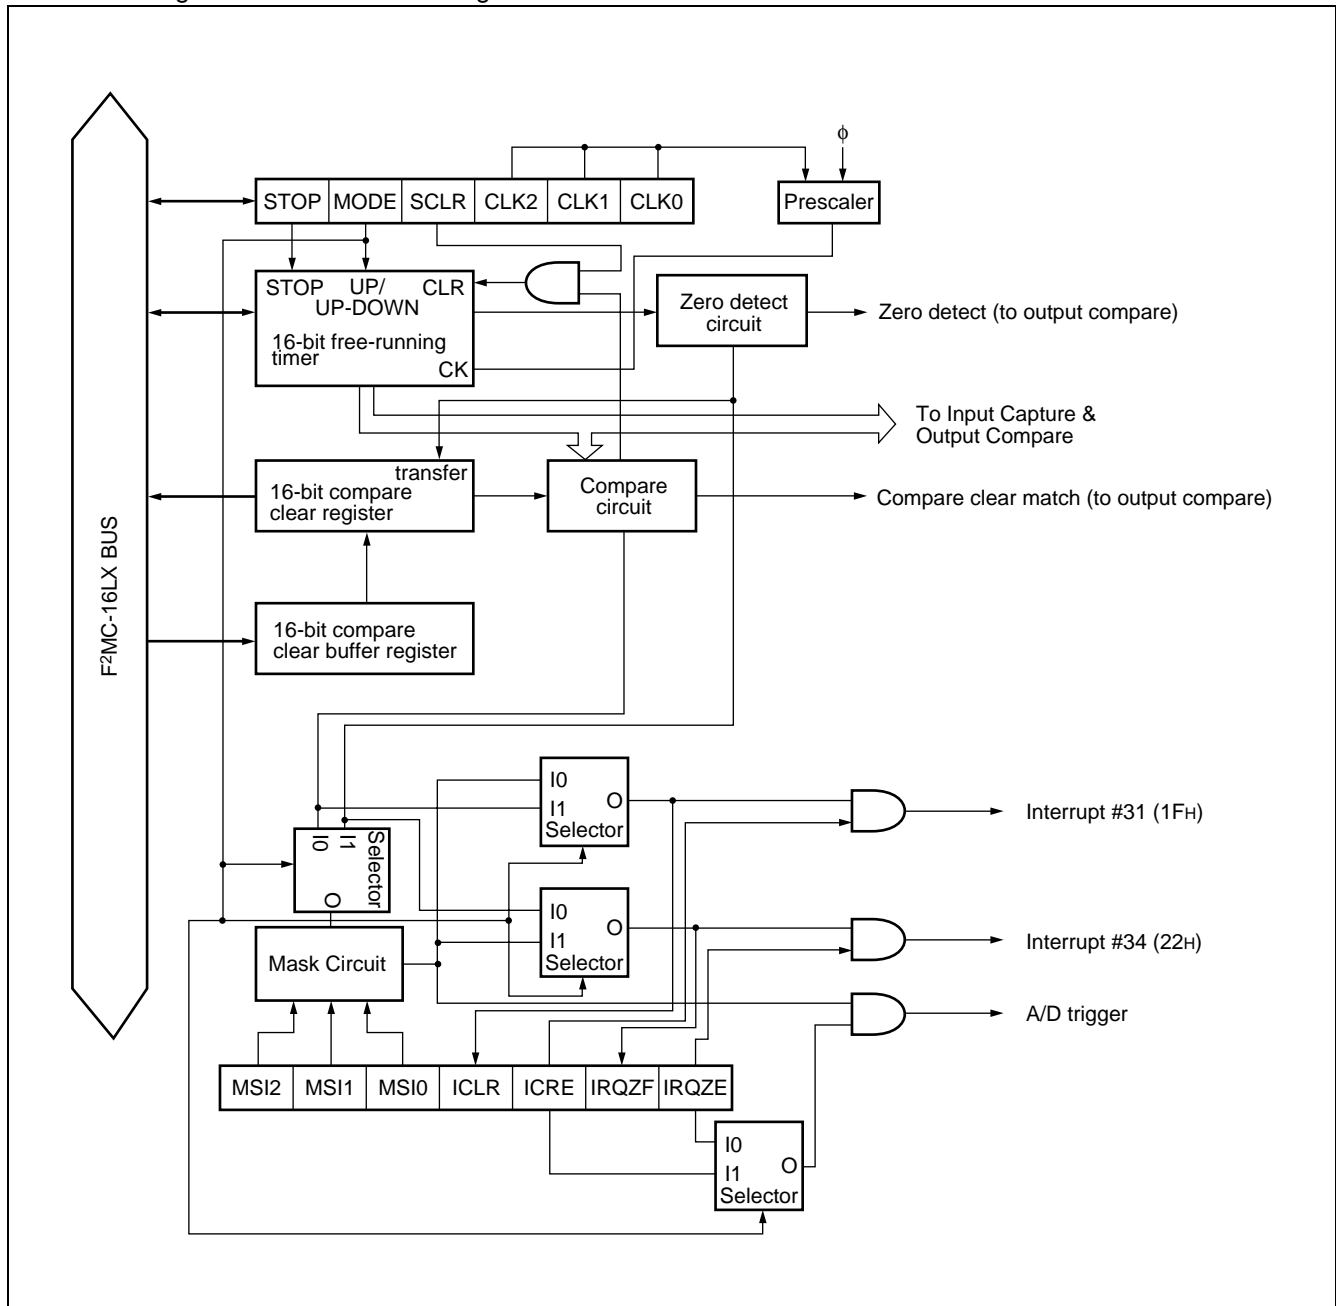 φ
STOP MODE SCLR CLK2 CLK1 CLK0
Prescaler
STOP UP/ CLR
UP-DOWN
16-bit free-running
timer
CK
Zero detect
circuit
Zero detect (to output compare)
To Input Capture &
Output Compare
transfer
16-bit compare
clear register
Compare
circuit
Compare clear match (to output compare)
F²MC-16LX BUS
16-bit compare
clear buffer register
I0
I1 O
Selector
Interrupt #31 (1FH)
I0 I1 Selector
O
I0
I1 O
Selector
Interrupt #34 (22H)
Mask Circuit
A/D trigger
MSI2 MSI1 MSI0 ICLR ICRE IRQZF IRQZE
I0
I1 O
Selector